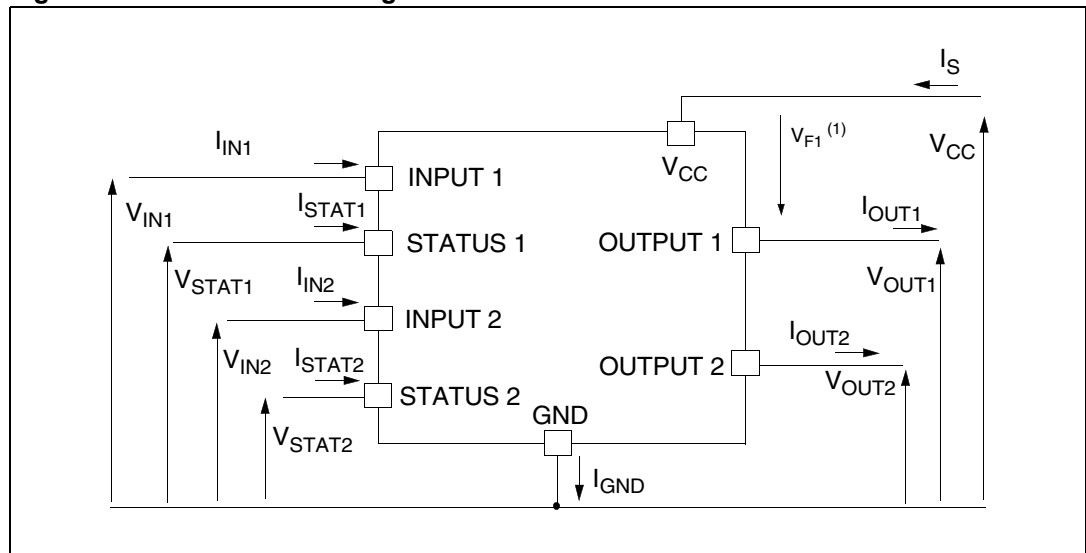 I_S
V_F1 (1)
V_CC
V_CC
I_IN1
INPUT 1
V_IN1
I_STAT1
STATUS 1
OUTPUT 1
I_OUT1
V_STAT1
V_OUT1
I_IN2
INPUT 2
I_OUT2
V_IN2
I_STAT2
OUTPUT 2
V_OUT2
STATUS 2
GND
V_STAT2
I_GND